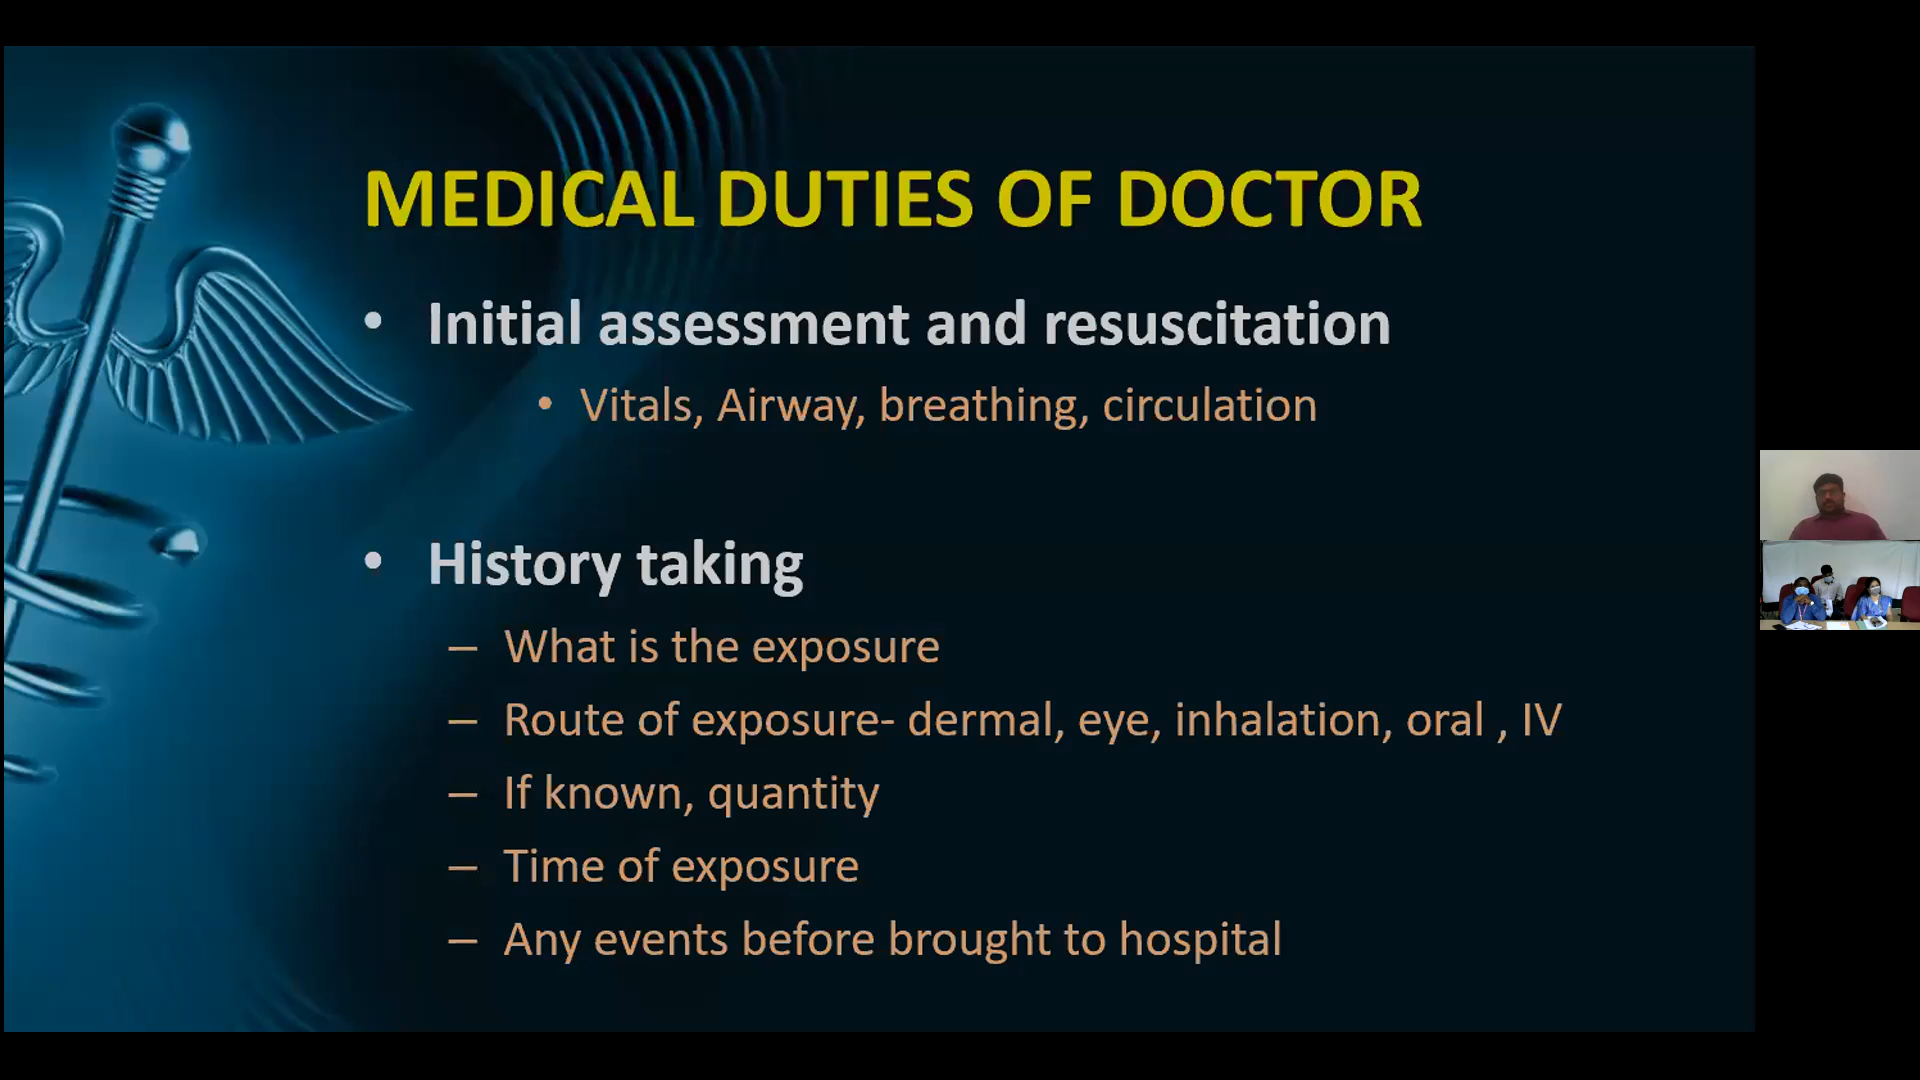 MEDICAL DUTIES OF DOCTOR
• Initial assessment and resuscitation
• Vitals, Airway, breathing, circulation
• History taking
– What is the exposure
– Route of exposure- dermal, eye, inhalation, oral , IV
– If known, quantity
– Time of exposure
– Any events before brought to hospital